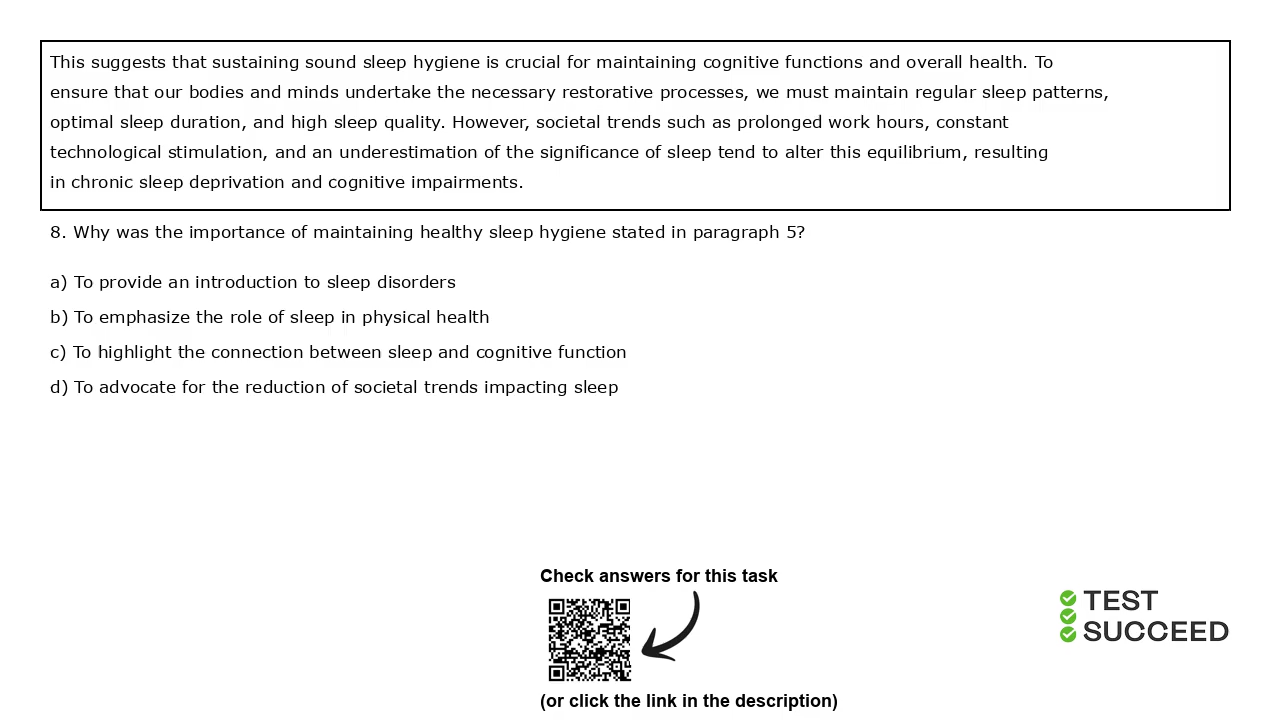 This suggests that sustaining sound sleep hygiene is crucial for maintaining cognitive functions and overall health. To
ensure that our bodies and minds undertake the necessary restorative processes, we must maintain regular sleep patterns,
optimal sleep duration, and high sleep quality. However, societal trends such as prolonged work hours, constant
technological stimulation, and an underestimation of the significance of sleep tend to alter this equilibrium, resulting
in chronic sleep deprivation and cognitive impairments.
8. Why was the importance of maintaining healthy sleep hygiene stated in paragraph 5?
a) To provide an introduction to sleep disorders
b) To emphasize the role of sleep in physical health
c) To highlight the connection between sleep and cognitive function
d) To advocate for the reduction of societal trends impacting sleep
Check answers for this task
(or click the link in the description)
TEST
SUCCEED